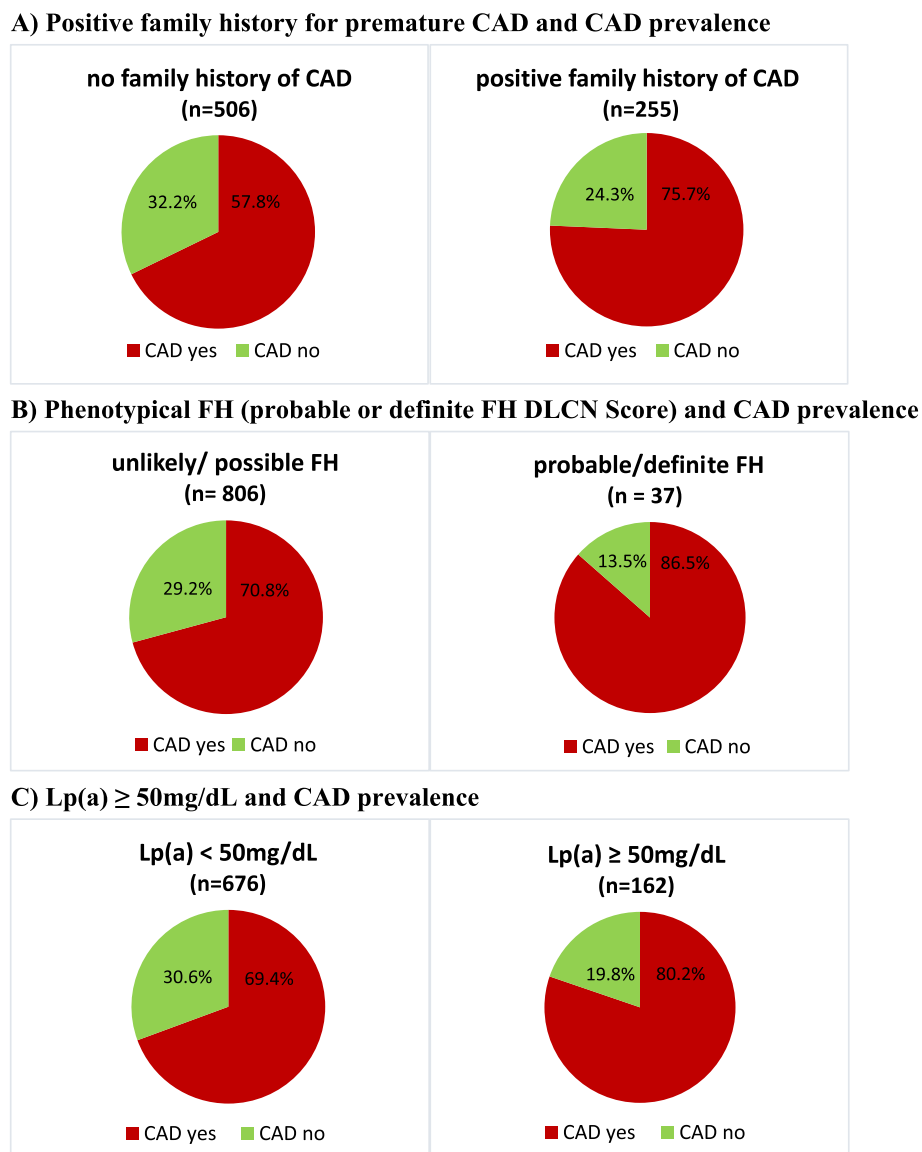 A) Positive family history for premature CAD and CAD prevalence
no family history of CAD
(n=506)
32.2%
57.8%
CAD yes
CAD no
positive family history of CAD
(n=255)
24.3%
75.7%
CAD yes
CAD no
B) Phenotypical FH (probable or definite FH DLCN Score) and CAD prevalence
unlikely/ possible FH
(n= 806)
29.2%
70.8%
CAD yes
CAD no
probable/definite FH
(n = 37)
13.5%
86.5%
CAD yes
CAD no
C) Lp(a) ≥ 50mg/dL and CAD prevalence
Lp(a) < 50mg/dL
(n=676)
30.6%
69.4%
CAD yes
CAD no
Lp(a) ≥ 50mg/dL
(n=162)
19.8%
80.2%
CAD yes
CAD no